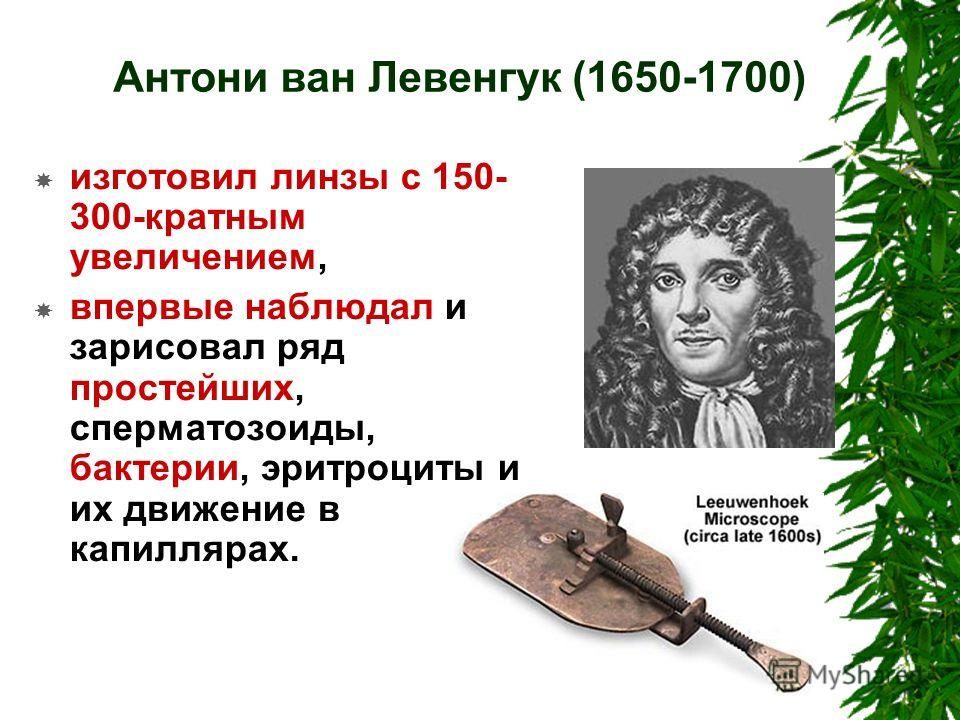 Антони ван Левенгук (1650-1700)
изготовил линзы с 150-
300-кратным
увеличением,
впервые наблюдал и
зарисовал ряд
простейших,
сперматозоиды,
бактерии, эритроциты и
их движение в
капиллярах.
Leeuwenhoek
Microscope
(circa late 1600s)
MyShared